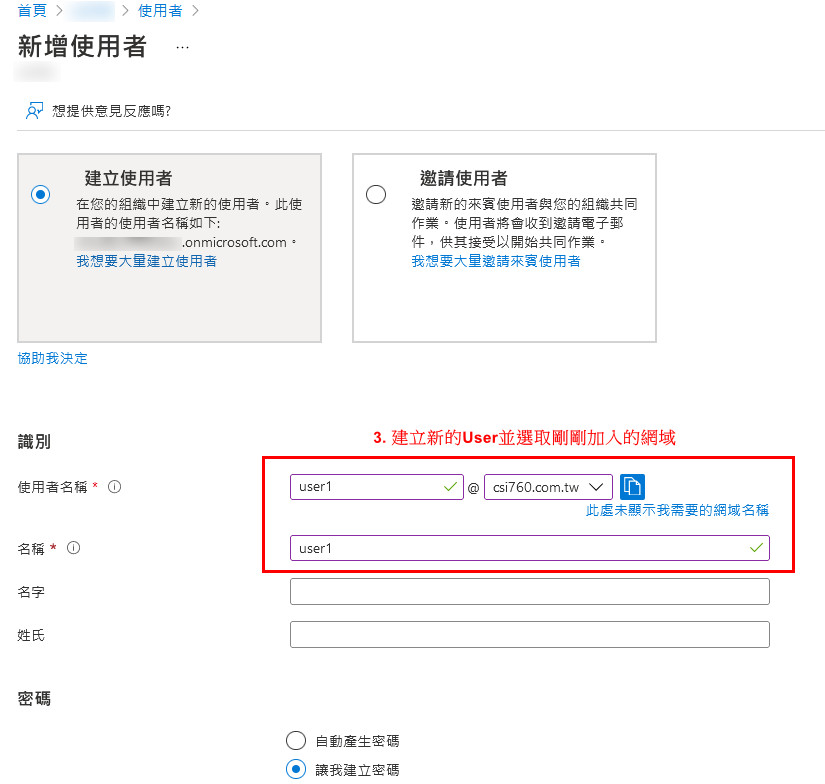 首頁 > > 使用者 >
新增使用者 ...
想提供意見反應嗎?
建立使用者
在您的組織中建立新的使用者。此使
用者的使用者名稱如下:
.onmicrosoft.com。
我想要大量建立使用者
邀請使用者
邀請新的來賓使用者與您的組織共同
作業。使用者將會收到邀請電子郵
件，供其接受以開始共同作業。
我想要大量邀請來賓使用者
協助我決定
識別
3. 建立新的User並選取剛剛加入的網域
使用者名稱 * user1 @ csi760.com.tw
此處未顯示我需要的網域名稱
名稱 * user1
名字
姓氏
密碼
自動產生密碼
讓我建立密碼